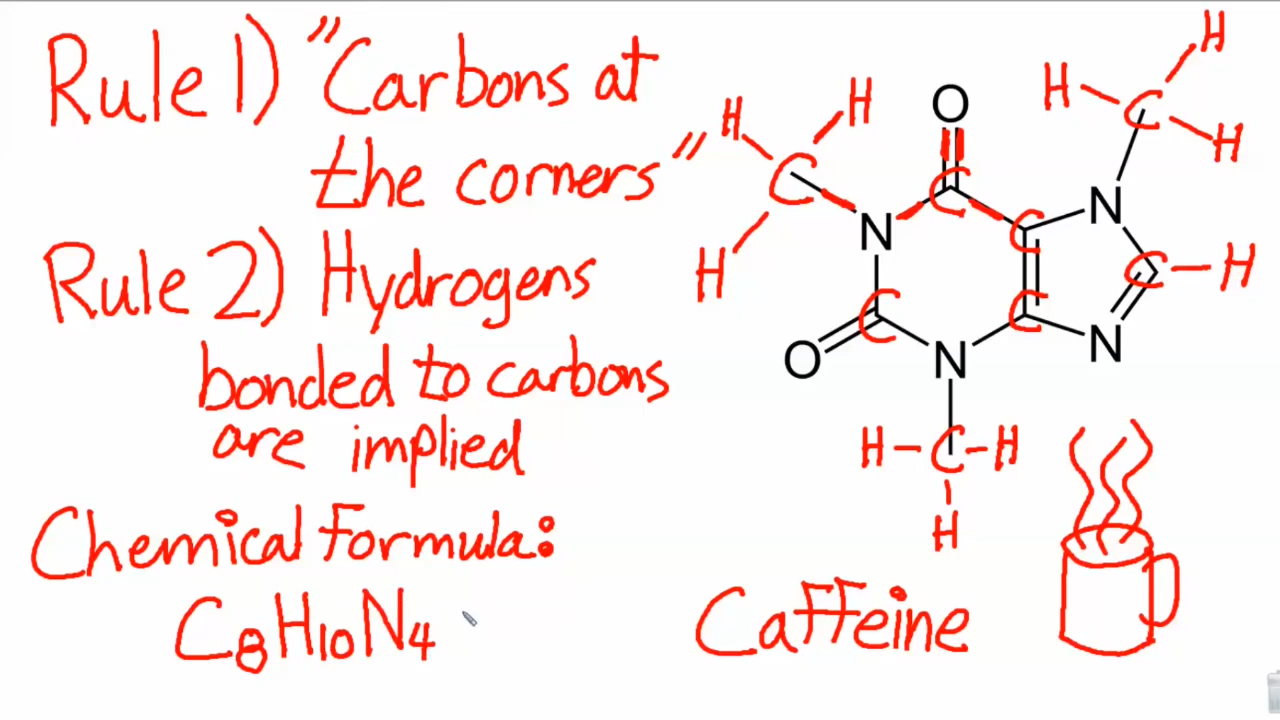 Rule 1) "Carbons at
the corners"
Rule 2) Hydrogens
bonded to carbons
are implied
Chemical formula:
C₈H₁₀N₄
H
H C
H H O H
C C N
N C C H
C C
O N N
H C H
H
Caffeine